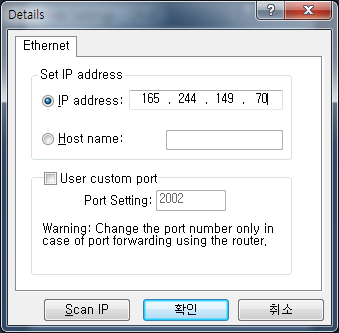 Details
Ethernet
Set IP address
IP address: 165 . 244 . 149 . 70
Host name:
User custom port
Port Setting: 2002
Warning: Change the port number only in
case of port forwarding using the router.
Scan IP 확인 취소